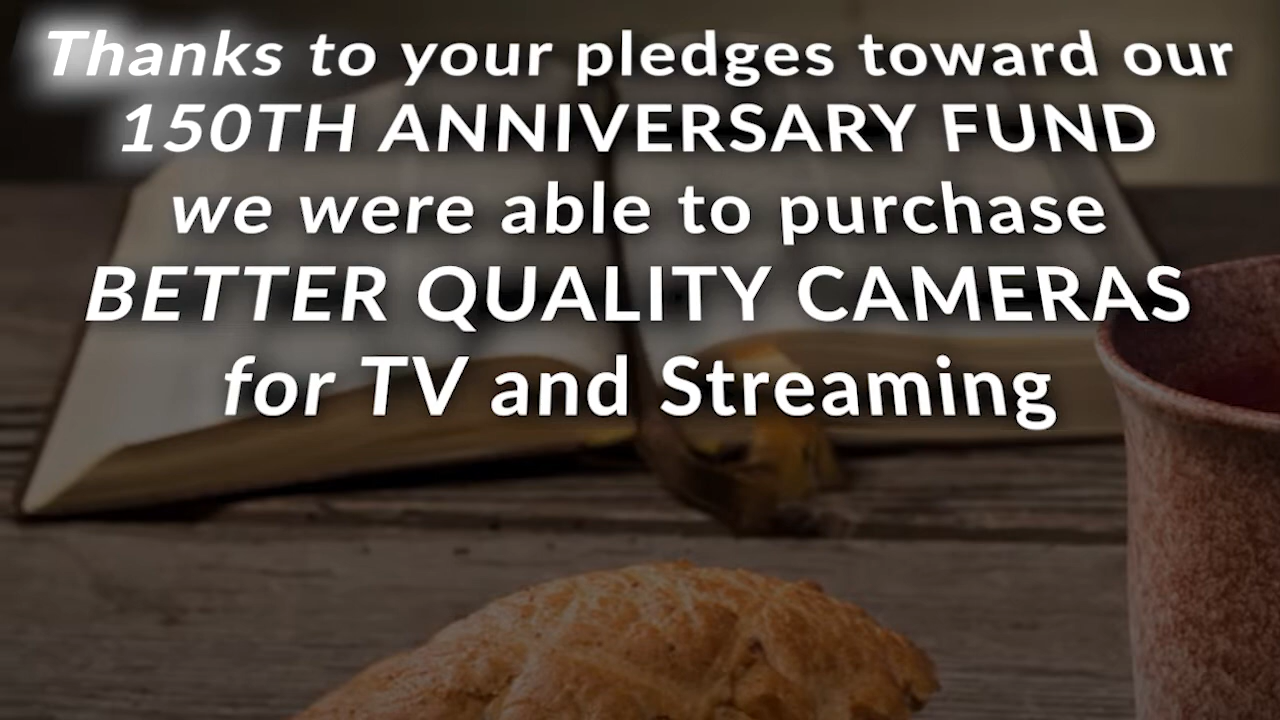 Thanks to your pledges toward our
150TH ANNIVERSARY FUND
we were able to purchase
BETTER QUALITY CAMERAS
for TV and Streaming